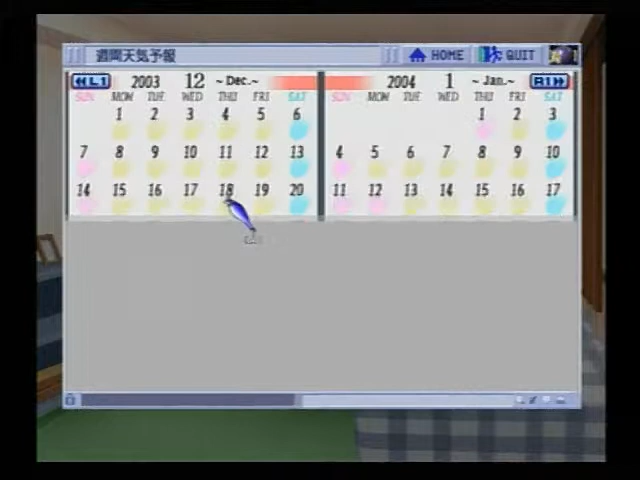 週間天気予報 HOME QUIT
L1 2003 12 ~Dec.~ 2004 1 ~Jan.~ R1
SUN MON TUE WED THU FRI SAT SUN MON TUE WED THU FRI SAT
1 2 3 4 5 6 1 2 3
7 8 9 10 11 12 13 4 5 6 7 8 9 10
14 15 16 17 18 19 20 11 12 13 14 15 16 17